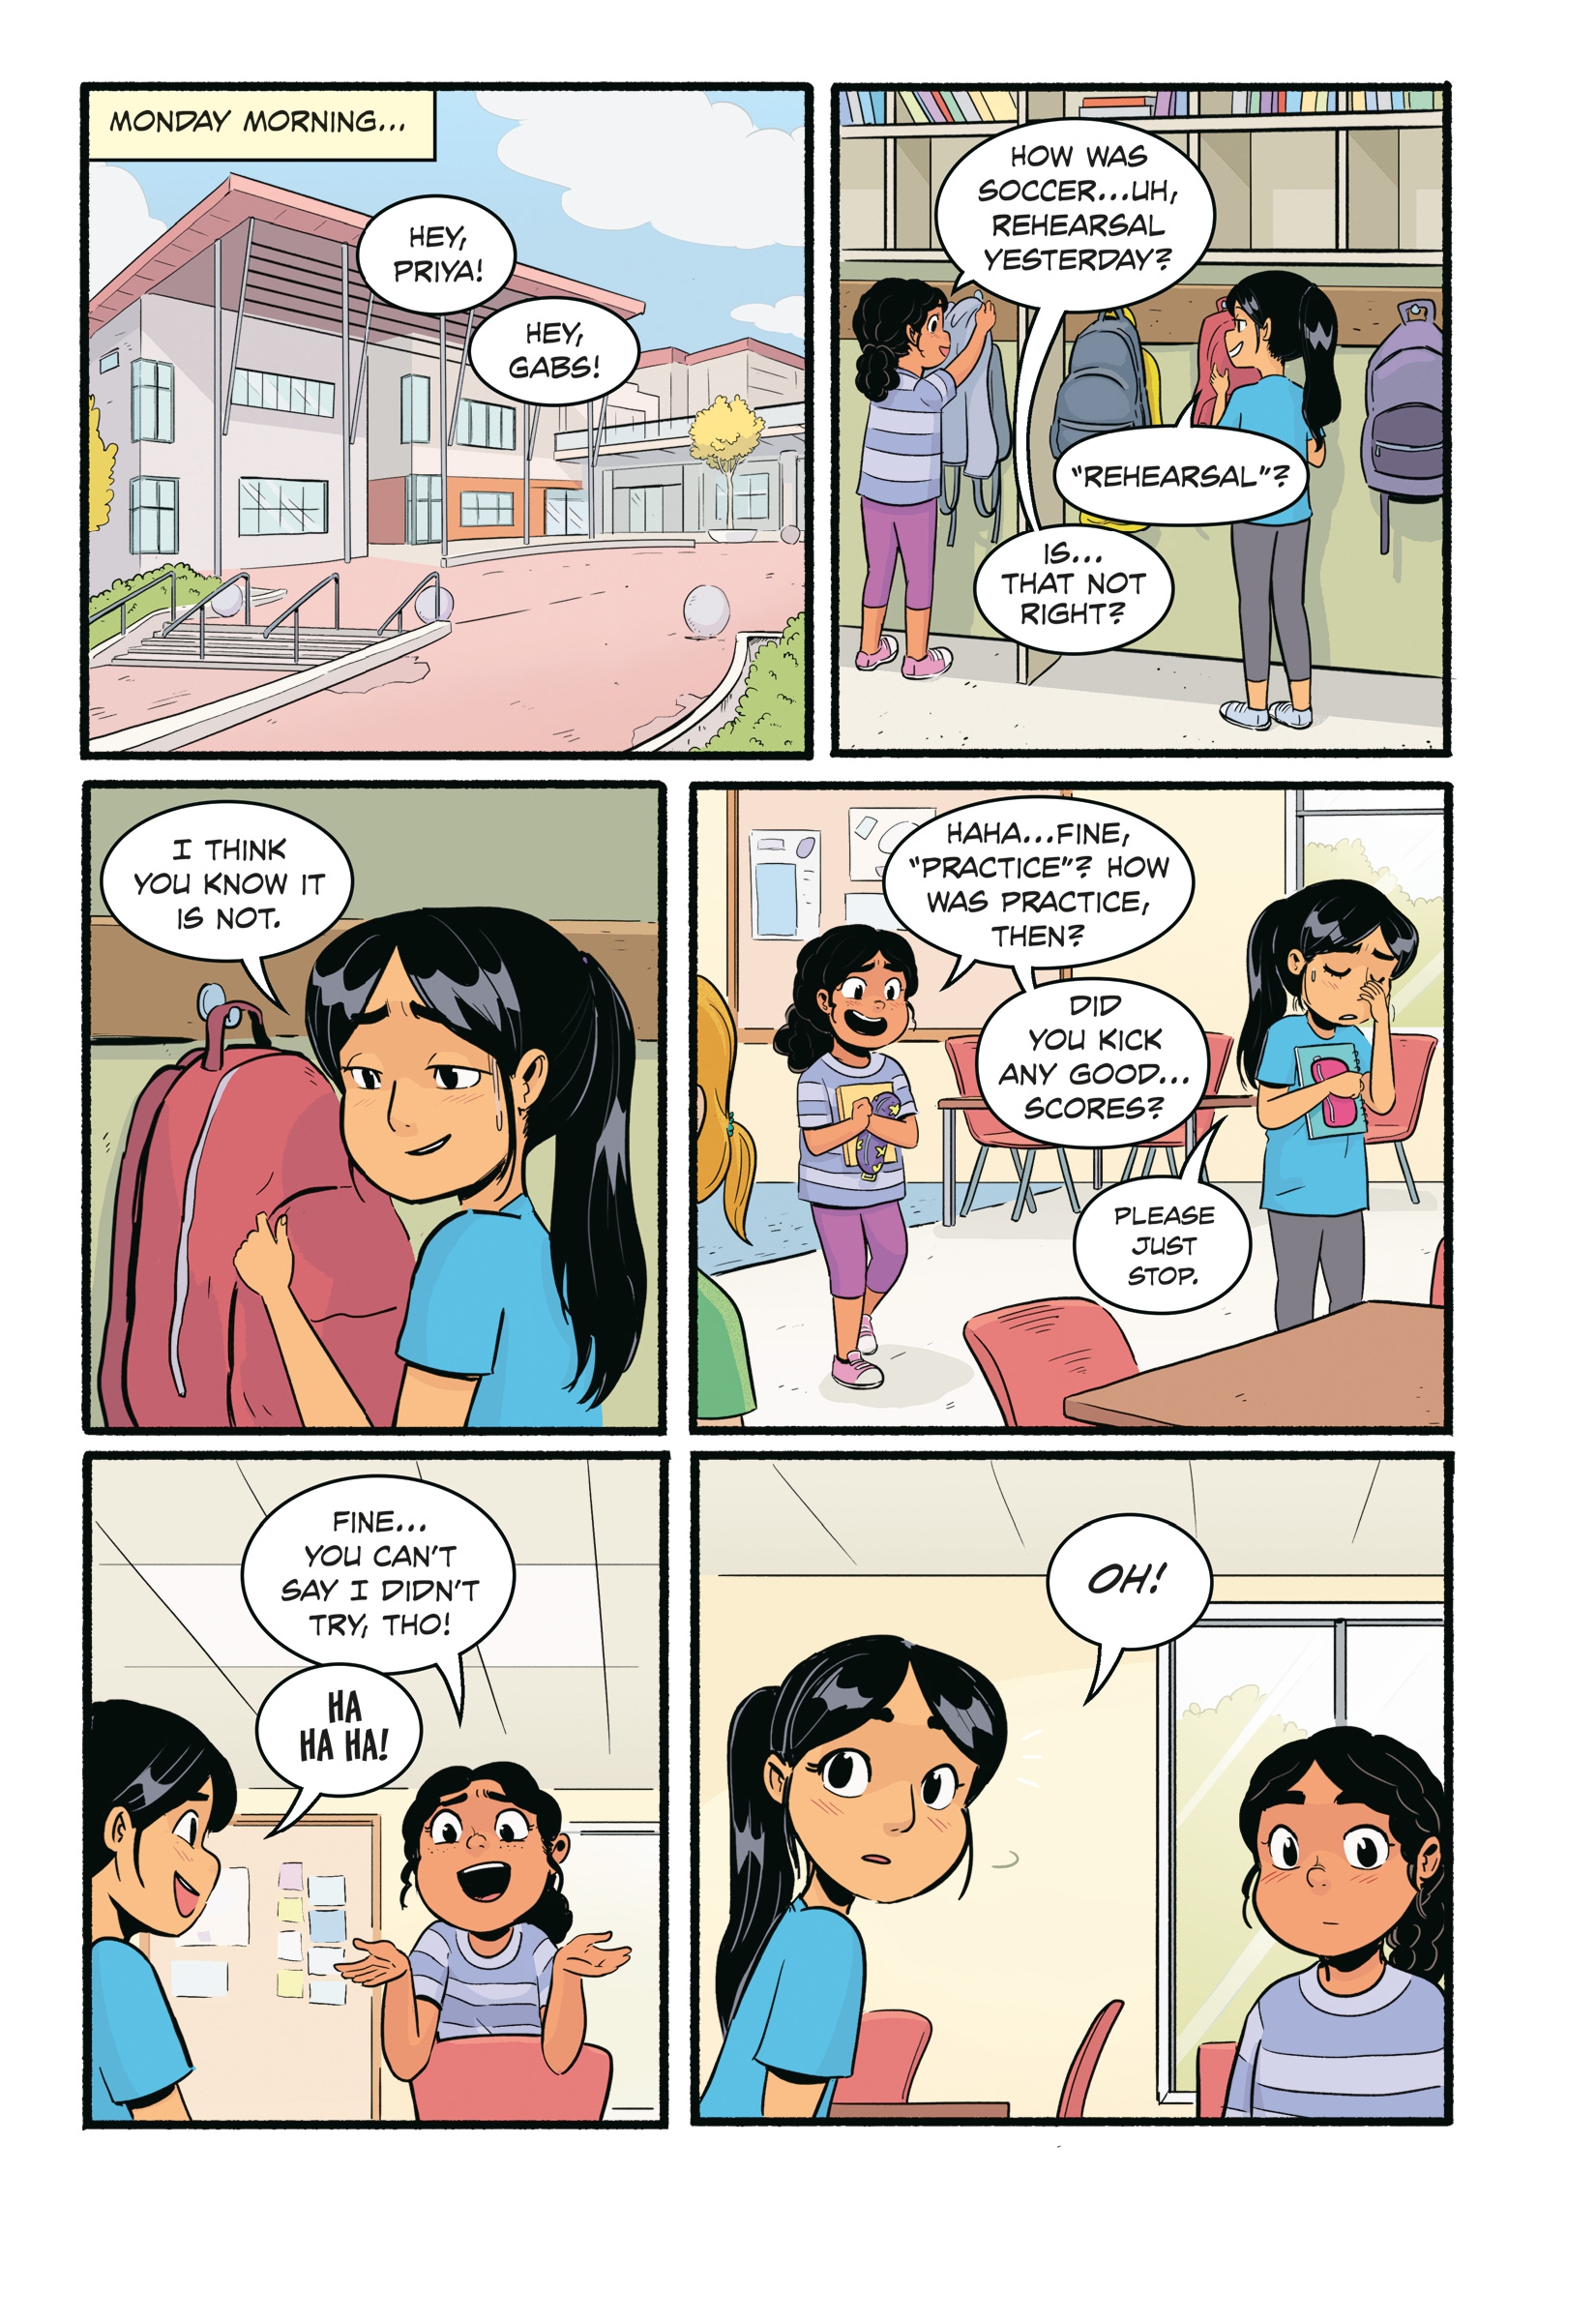 MONDAY MORNING...
HEY,
PRIYA!
HEY,
GABS!
HOW WAS
SOCCER...UH,
REHEARSAL
YESTERDAY?
"REHEARSAL"?
IS...
THAT NOT
RIGHT?
I THINK
YOU KNOW IT
IS NOT.
HAHA...FINE,
"PRACTICE"? HOW
WAS PRACTICE,
THEN?
DID
YOU KICK
ANY GOOD...
SCORES?
PLEASE
JUST
STOP.
FINE...
YOU CAN'T
SAY I DIDN'T
TRY, THO!
HA
HA HA!
OH!